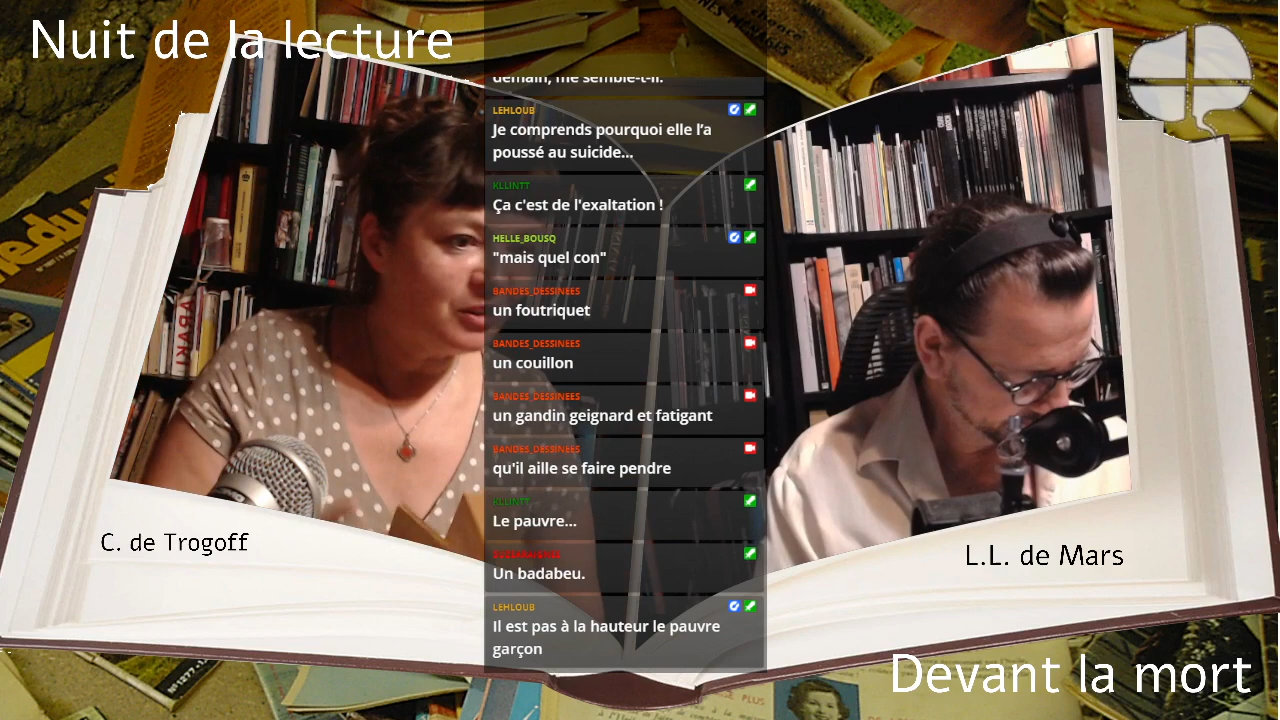 Nuit de la lecture
demain, me semble-t-il.
LEHLOUB
Je comprends pourquoi elle l'a
poussé au suicide...
KLLINTT
Ça c'est de l'exaltation !
HELLE_BOUSQ
"mais quel con"
BANDES_DESSINEES
un foutriquet
BANDES_DESSINEES
un couillon
BANDES_DESSINEES
un gandin geignard et fatigant
BANDES_DESSINEES
qu'il aille se faire pendre
KLLINTT
Le pauvre...
Un badabeu.
LEHLOUB
Il est pas à la hauteur le pauvre
garçon
ARAKI
C. de Trogoff
L.L. de Mars
Devant la mort